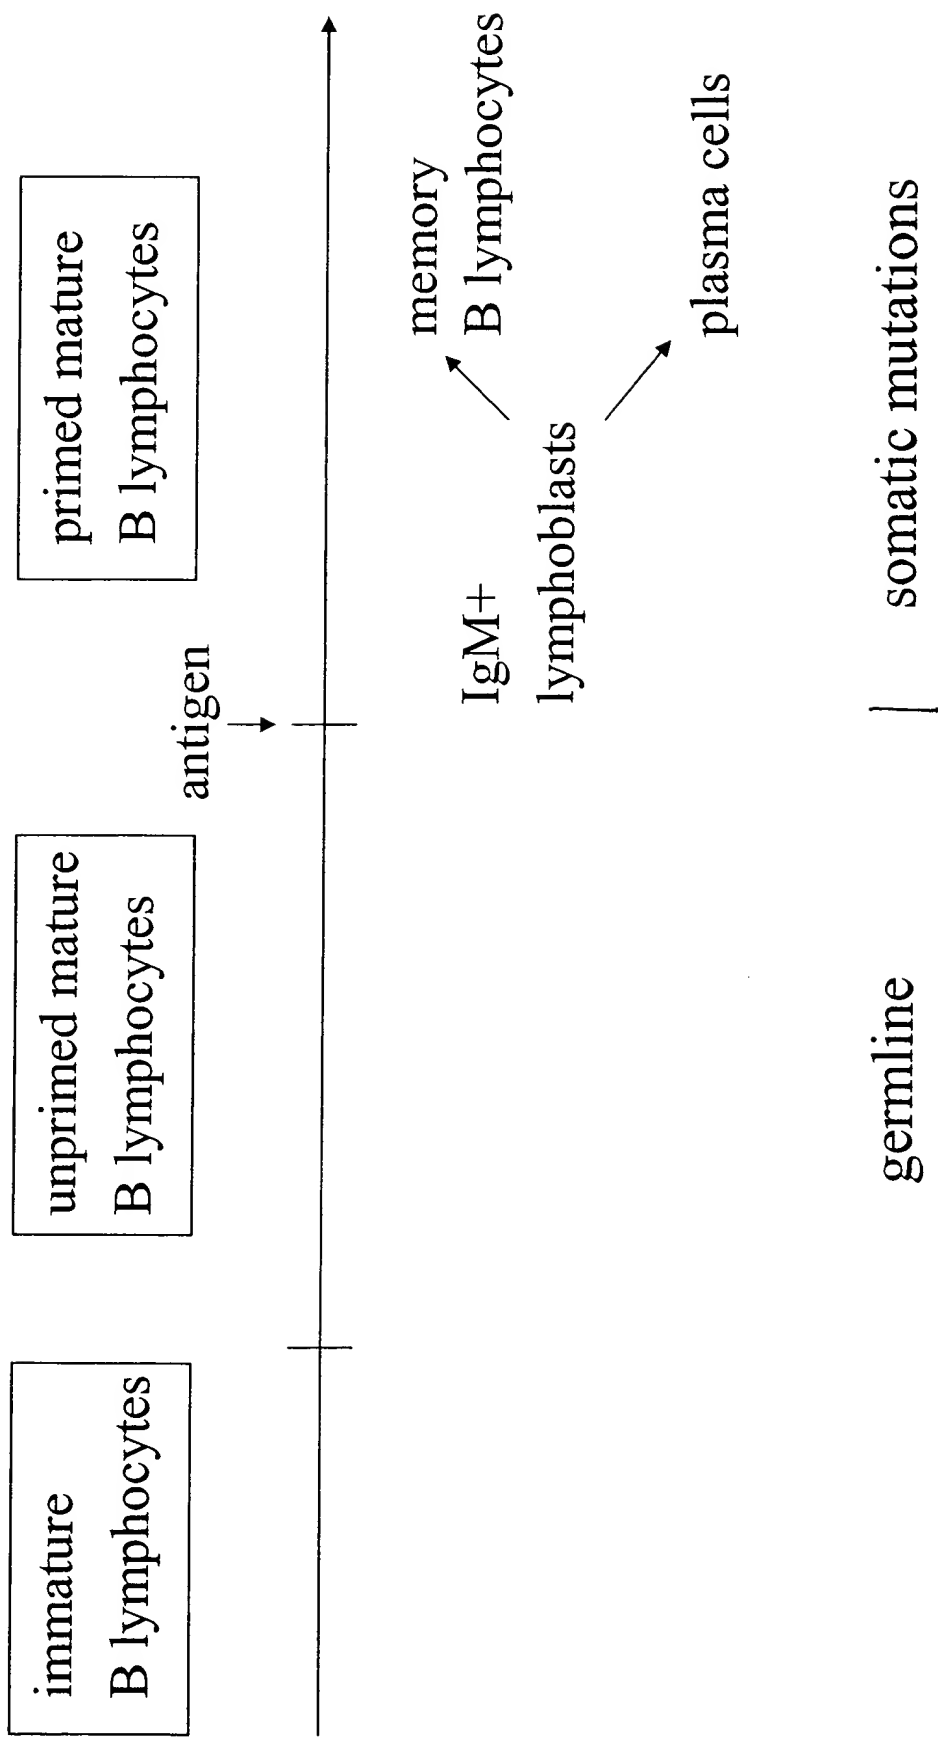 immature
B lymphocytes
unprimed mature
B lymphocytes
antigen
primed mature
B lymphocytes
IgM+
lymphoblasts
memory
B lymphocytes
plasma cells
germline
somatic mutations